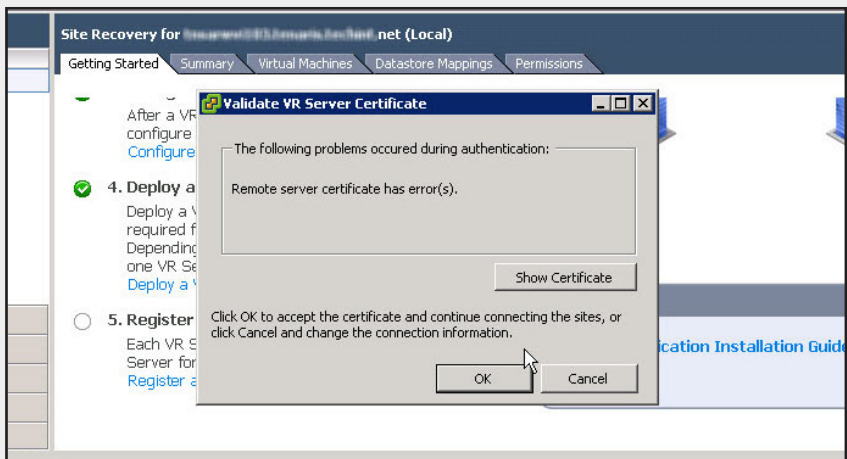 Site Recovery for .net (Local)
Getting Started Summary Virtual Machines Datastore Mappings Permissions
After a VR
configure
Configure
4. Deploy a
Deploy a V
required f
Depending
one VR Se
Deploy a V
5. Register
Each VR S
Server for
Register a
Validate VR Server Certificate
The following problems occured during authentication:
Remote server certificate has error(s).
Show Certificate
Click OK to accept the certificate and continue connecting the sites, or
click Cancel and change the connection information.
OK Cancel
ication Installation Guide